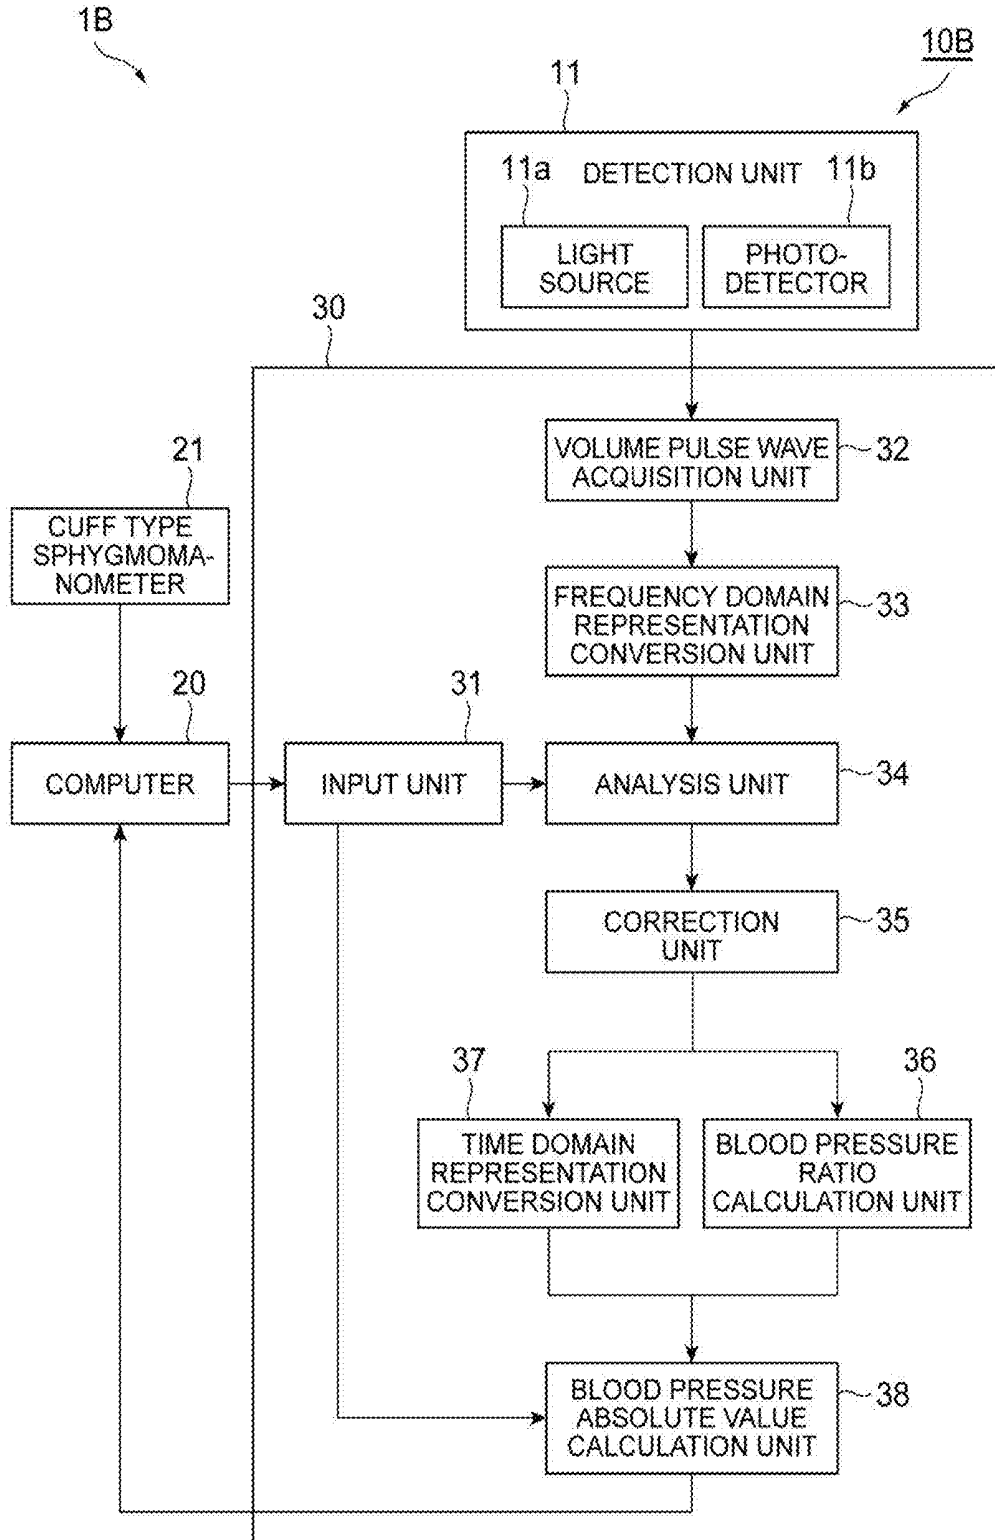 1B
10B
11
11a
DETECTION UNIT
11b
LIGHT
SOURCE
PHOTO-
DETECTOR
30
VOLUME PULSE WAVE
ACQUISITION UNIT
32
21
CUFF TYPE
SPHYGMOMA-
NOMETER
FREQUENCY DOMAIN
REPRESENTATION
CONVERSION UNIT
33
20
31
COMPUTER
INPUT UNIT
ANALYSIS UNIT
34
CORRECTION
UNIT
35
37
36
TIME DOMAIN
REPRESENTATION
CONVERSION UNIT
BLOOD PRESSURE
RATIO
CALCULATION UNIT
BLOOD PRESSURE
ABSOLUTE VALUE
CALCULATION UNIT
38